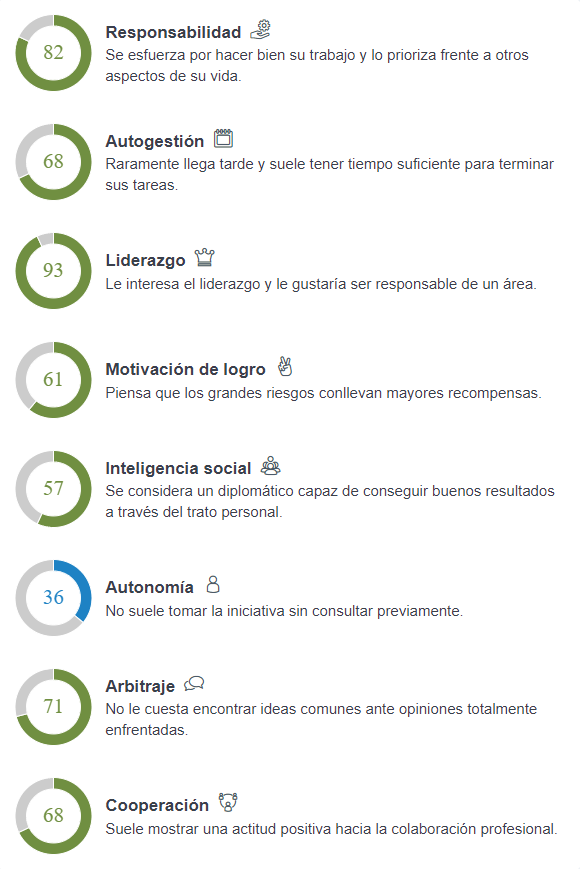 82
Responsabilidad
Se esfuerza por hacer bien su trabajo y lo prioriza frente a otros
aspectos de su vida.
68
Autogestión
Raramente llega tarde y suele tener tiempo suficiente para terminar
sus tareas.
93
Liderazgo
Le interesa el liderazgo y le gustaría ser responsable de un área.
61
Motivación de logro
Piensa que los grandes riesgos conllevan mayores recompensas.
57
Inteligencia social
Se considera un diplomático capaz de conseguir buenos resultados
a través del trato personal.
36
Autonomía
No suele tomar la iniciativa sin consultar previamente.
71
Arbitraje
No le cuesta encontrar ideas comunes ante opiniones totalmente
enfrentadas.
68
Cooperación
Suele mostrar una actitud positiva hacia la colaboración profesional.